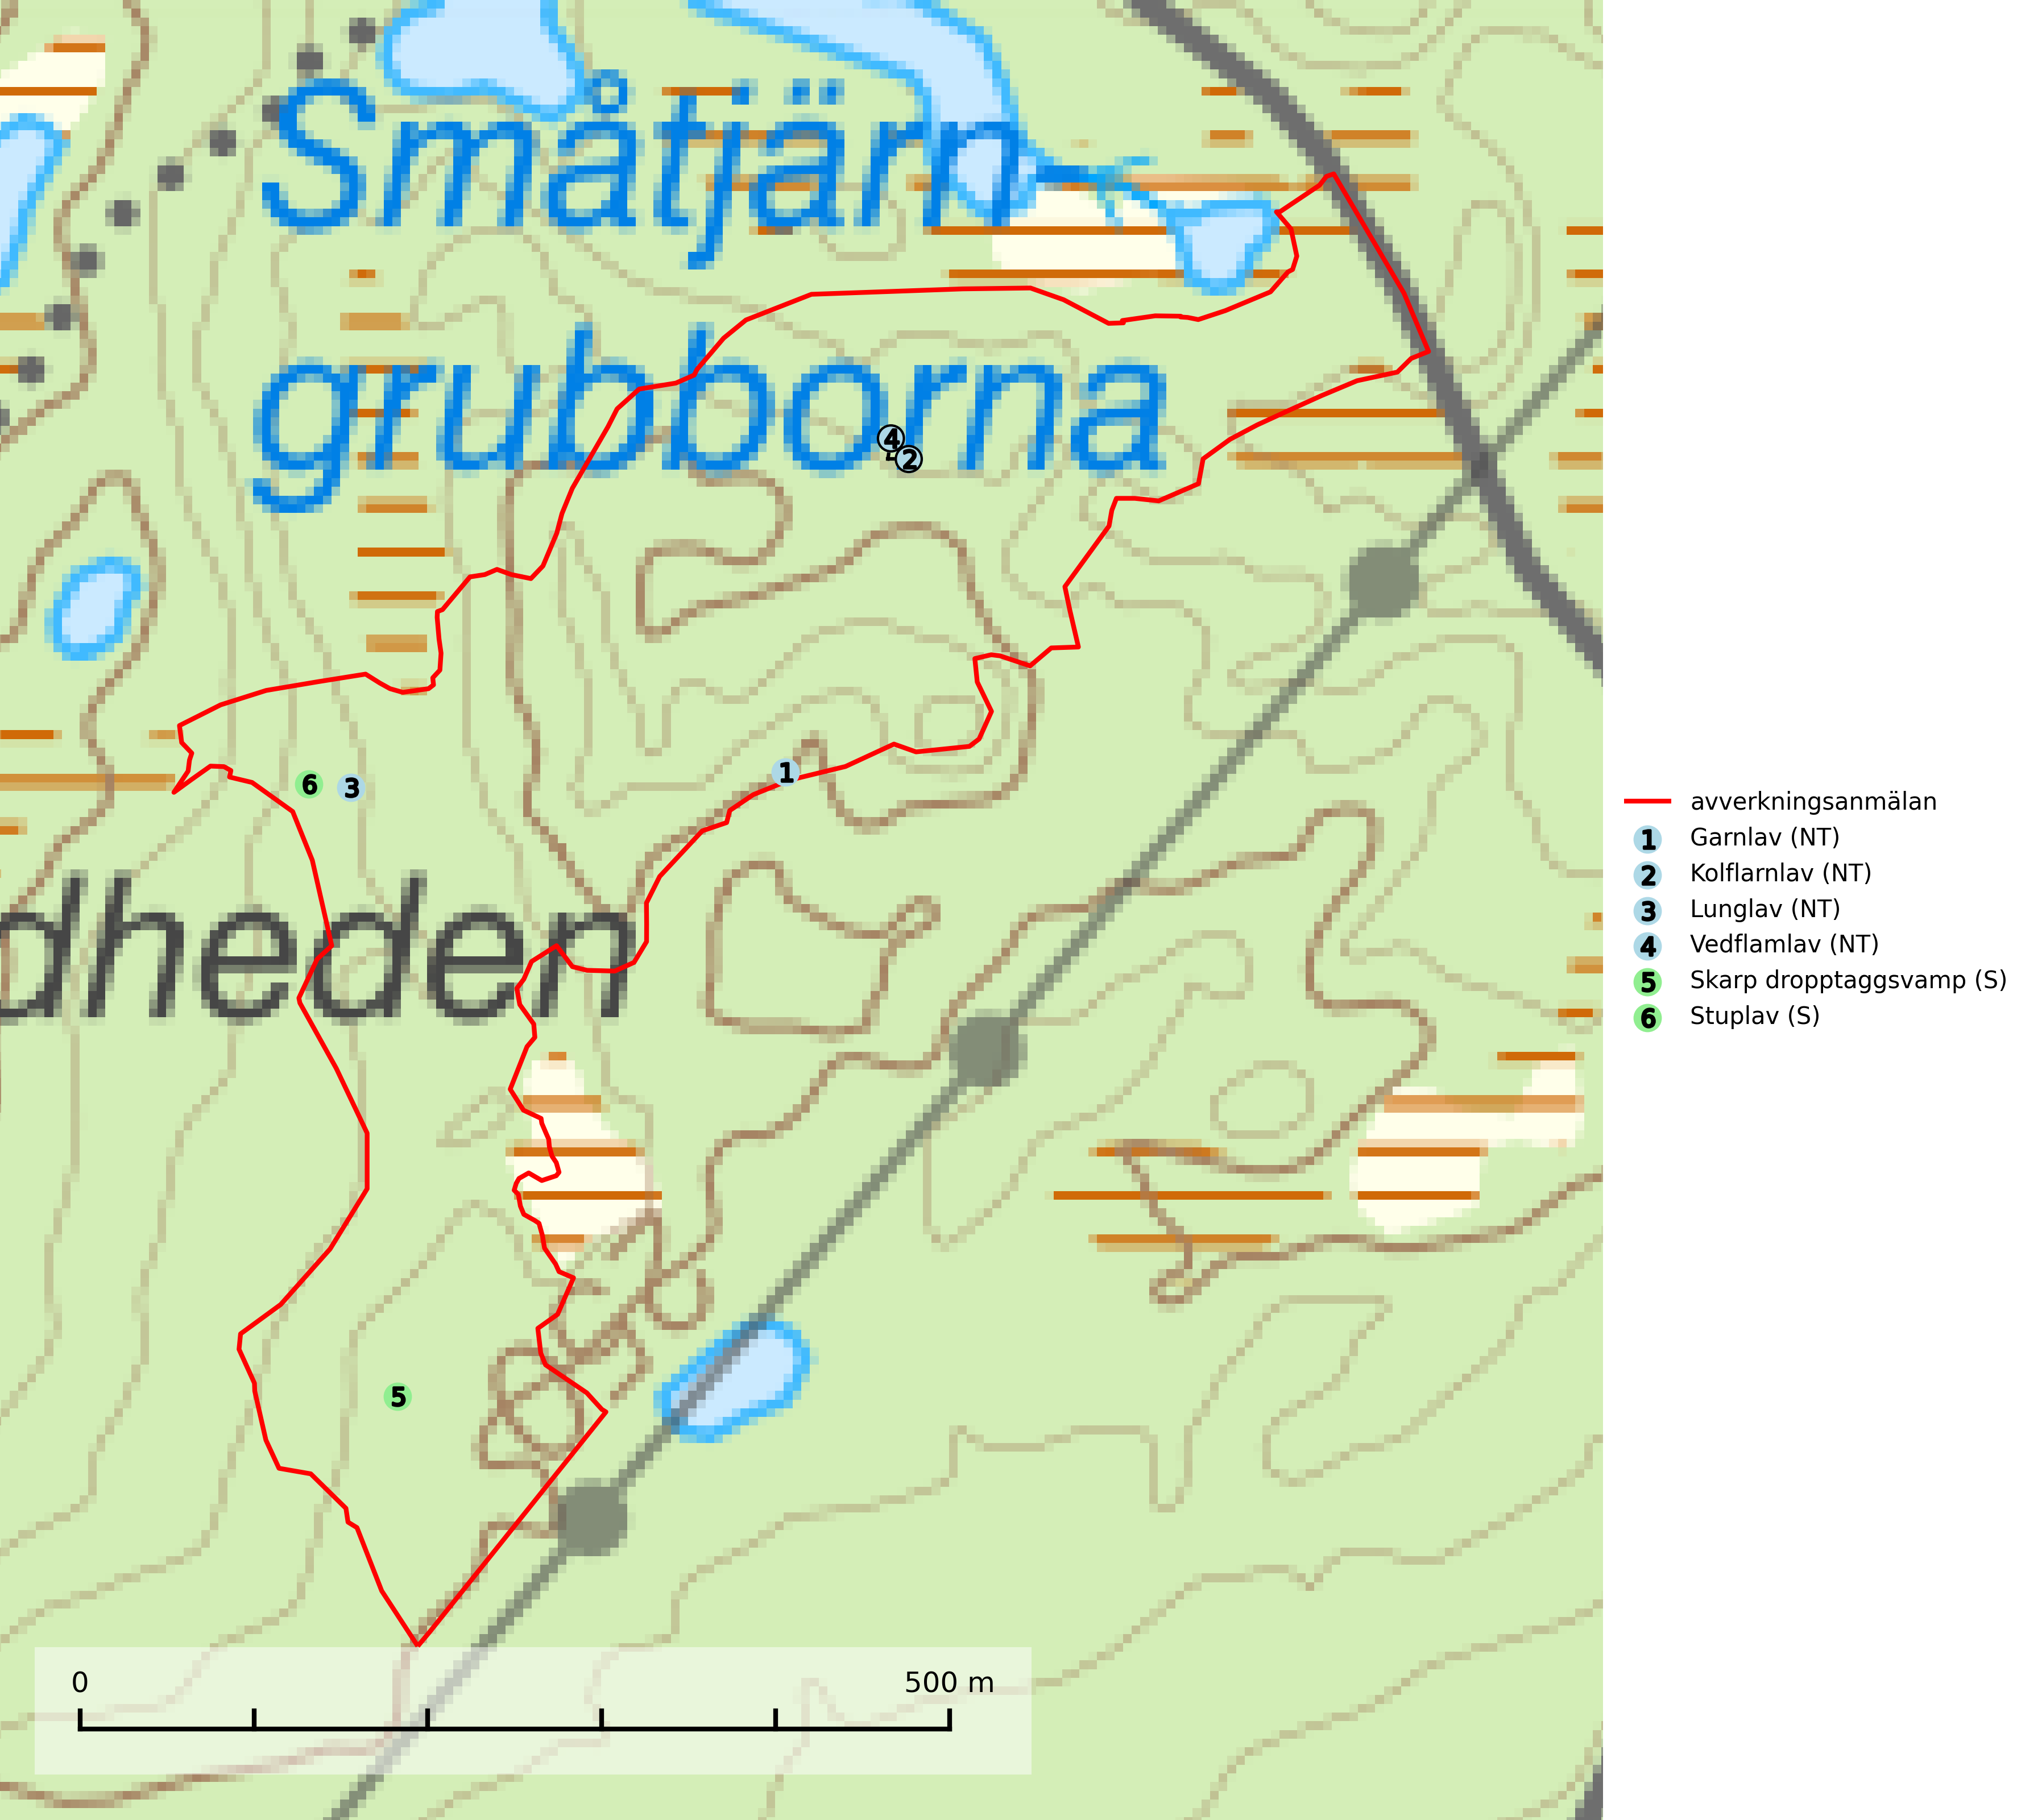 Småtjärn
grubborna
4
2
1
6
3
dheden
5
0 500 m
avverkningsanmälan
1 Garnlav (NT)
2 Kolflarnlav (NT)
3 Lunglav (NT)
4 Vedflamlav (NT)
5 Skarp dropptaggsvamp (S)
6 Stuplav (S)